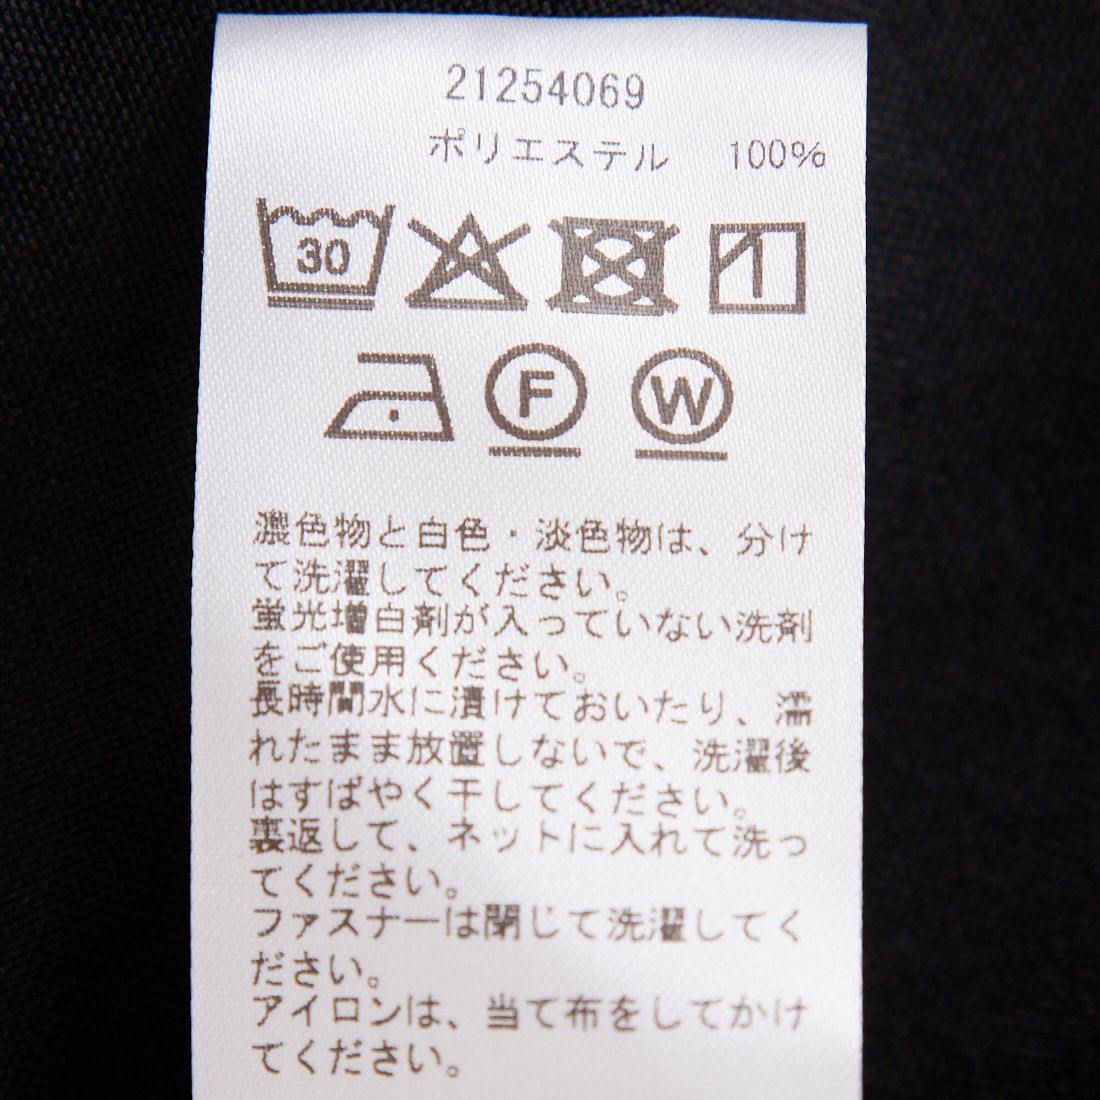 21254069
ポリエステル 100%
30
F W
濃色物と白色・淡色物は、分け
て洗濯してください。
蛍光増白剤が入っていない洗剤
をご使用ください。
長時間水に漬けておいたり、濡
れたまま放置しないで、洗濯後
はすばやく干してください。
裏返して、ネットに入れて洗っ
てください。
ファスナーは閉じて洗濯してく
ださい。
アイロンは、当て布をしてかけ
てください。